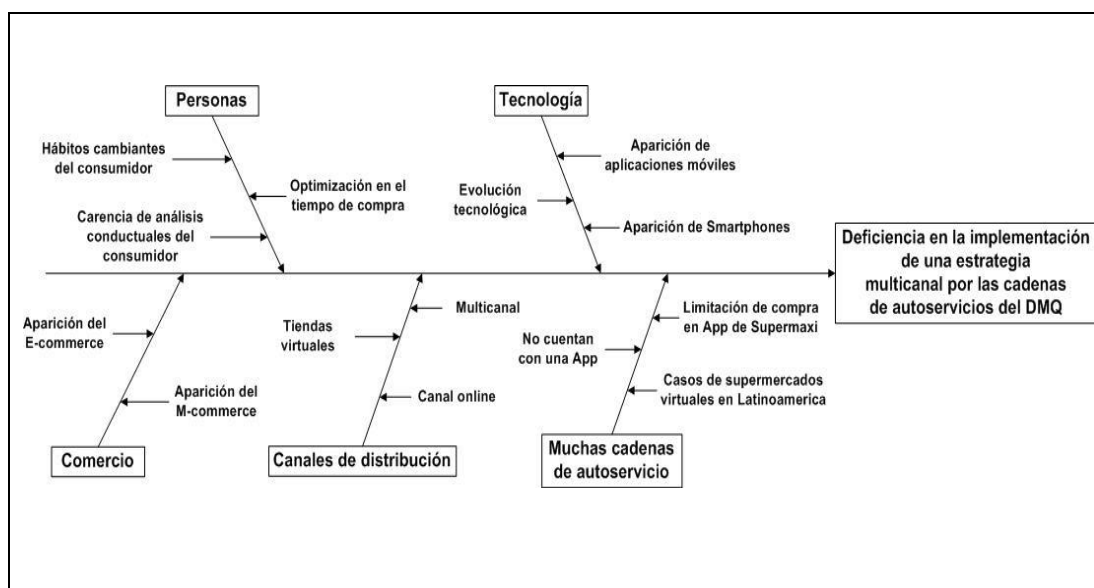 Personas
Tecnología
Hábitos cambiantes
del consumidor
Optimización en el
tiempo de compra
Carencia de análisis
conductuales del
consumidor
Aparición de
aplicaciones móviles
Evolución
tecnológica
Aparición de Smartphones
Deficiencia en la implementación
de una estrategia
multicanal por las cadenas
de autoservicios del DMQ
Aparición del
E-commerce
Aparición del
M-commerce
Comercio
Multicanal
Tiendas
virtuales
Canal online
Canales de distribución
Limitación de compra
en App de Supermaxi
No cuentan
con una App
Casos de supermercados
virtuales en Latinoamerica
Muchas cadenas
de autoservicio